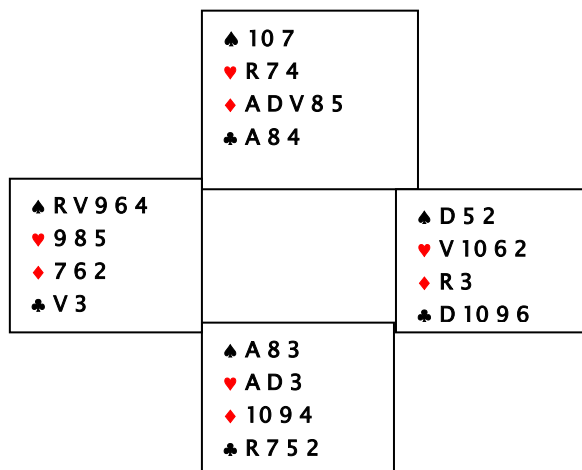 ♠ 10 7
♥ R 7 4
♦ A D V 8 5
♣ A 8 4
♠ R V 9 6 4
♥ 9 8 5
♦ 7 6 2
♣ V 3
♠ D 5 2
♥ V 10 6 2
♦ R 3
♣ D 10 9 6
♠ A 8 3
♥ A D 3
♦ 10 9 4
♣ R 7 5 2